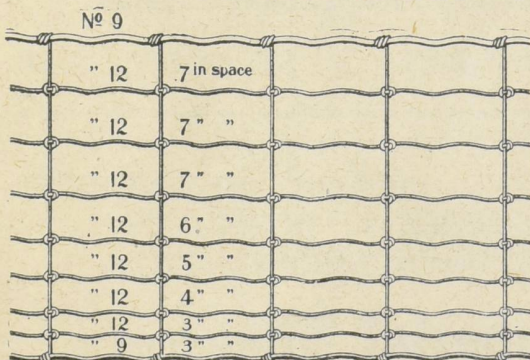 Nº 9
" 12 7 in space
" 12 7 " "
" 12 7 " "
" 12 6 " "
" 12 5 " "
" 12 4 " "
" 12 3 " "
" 9 3 " "